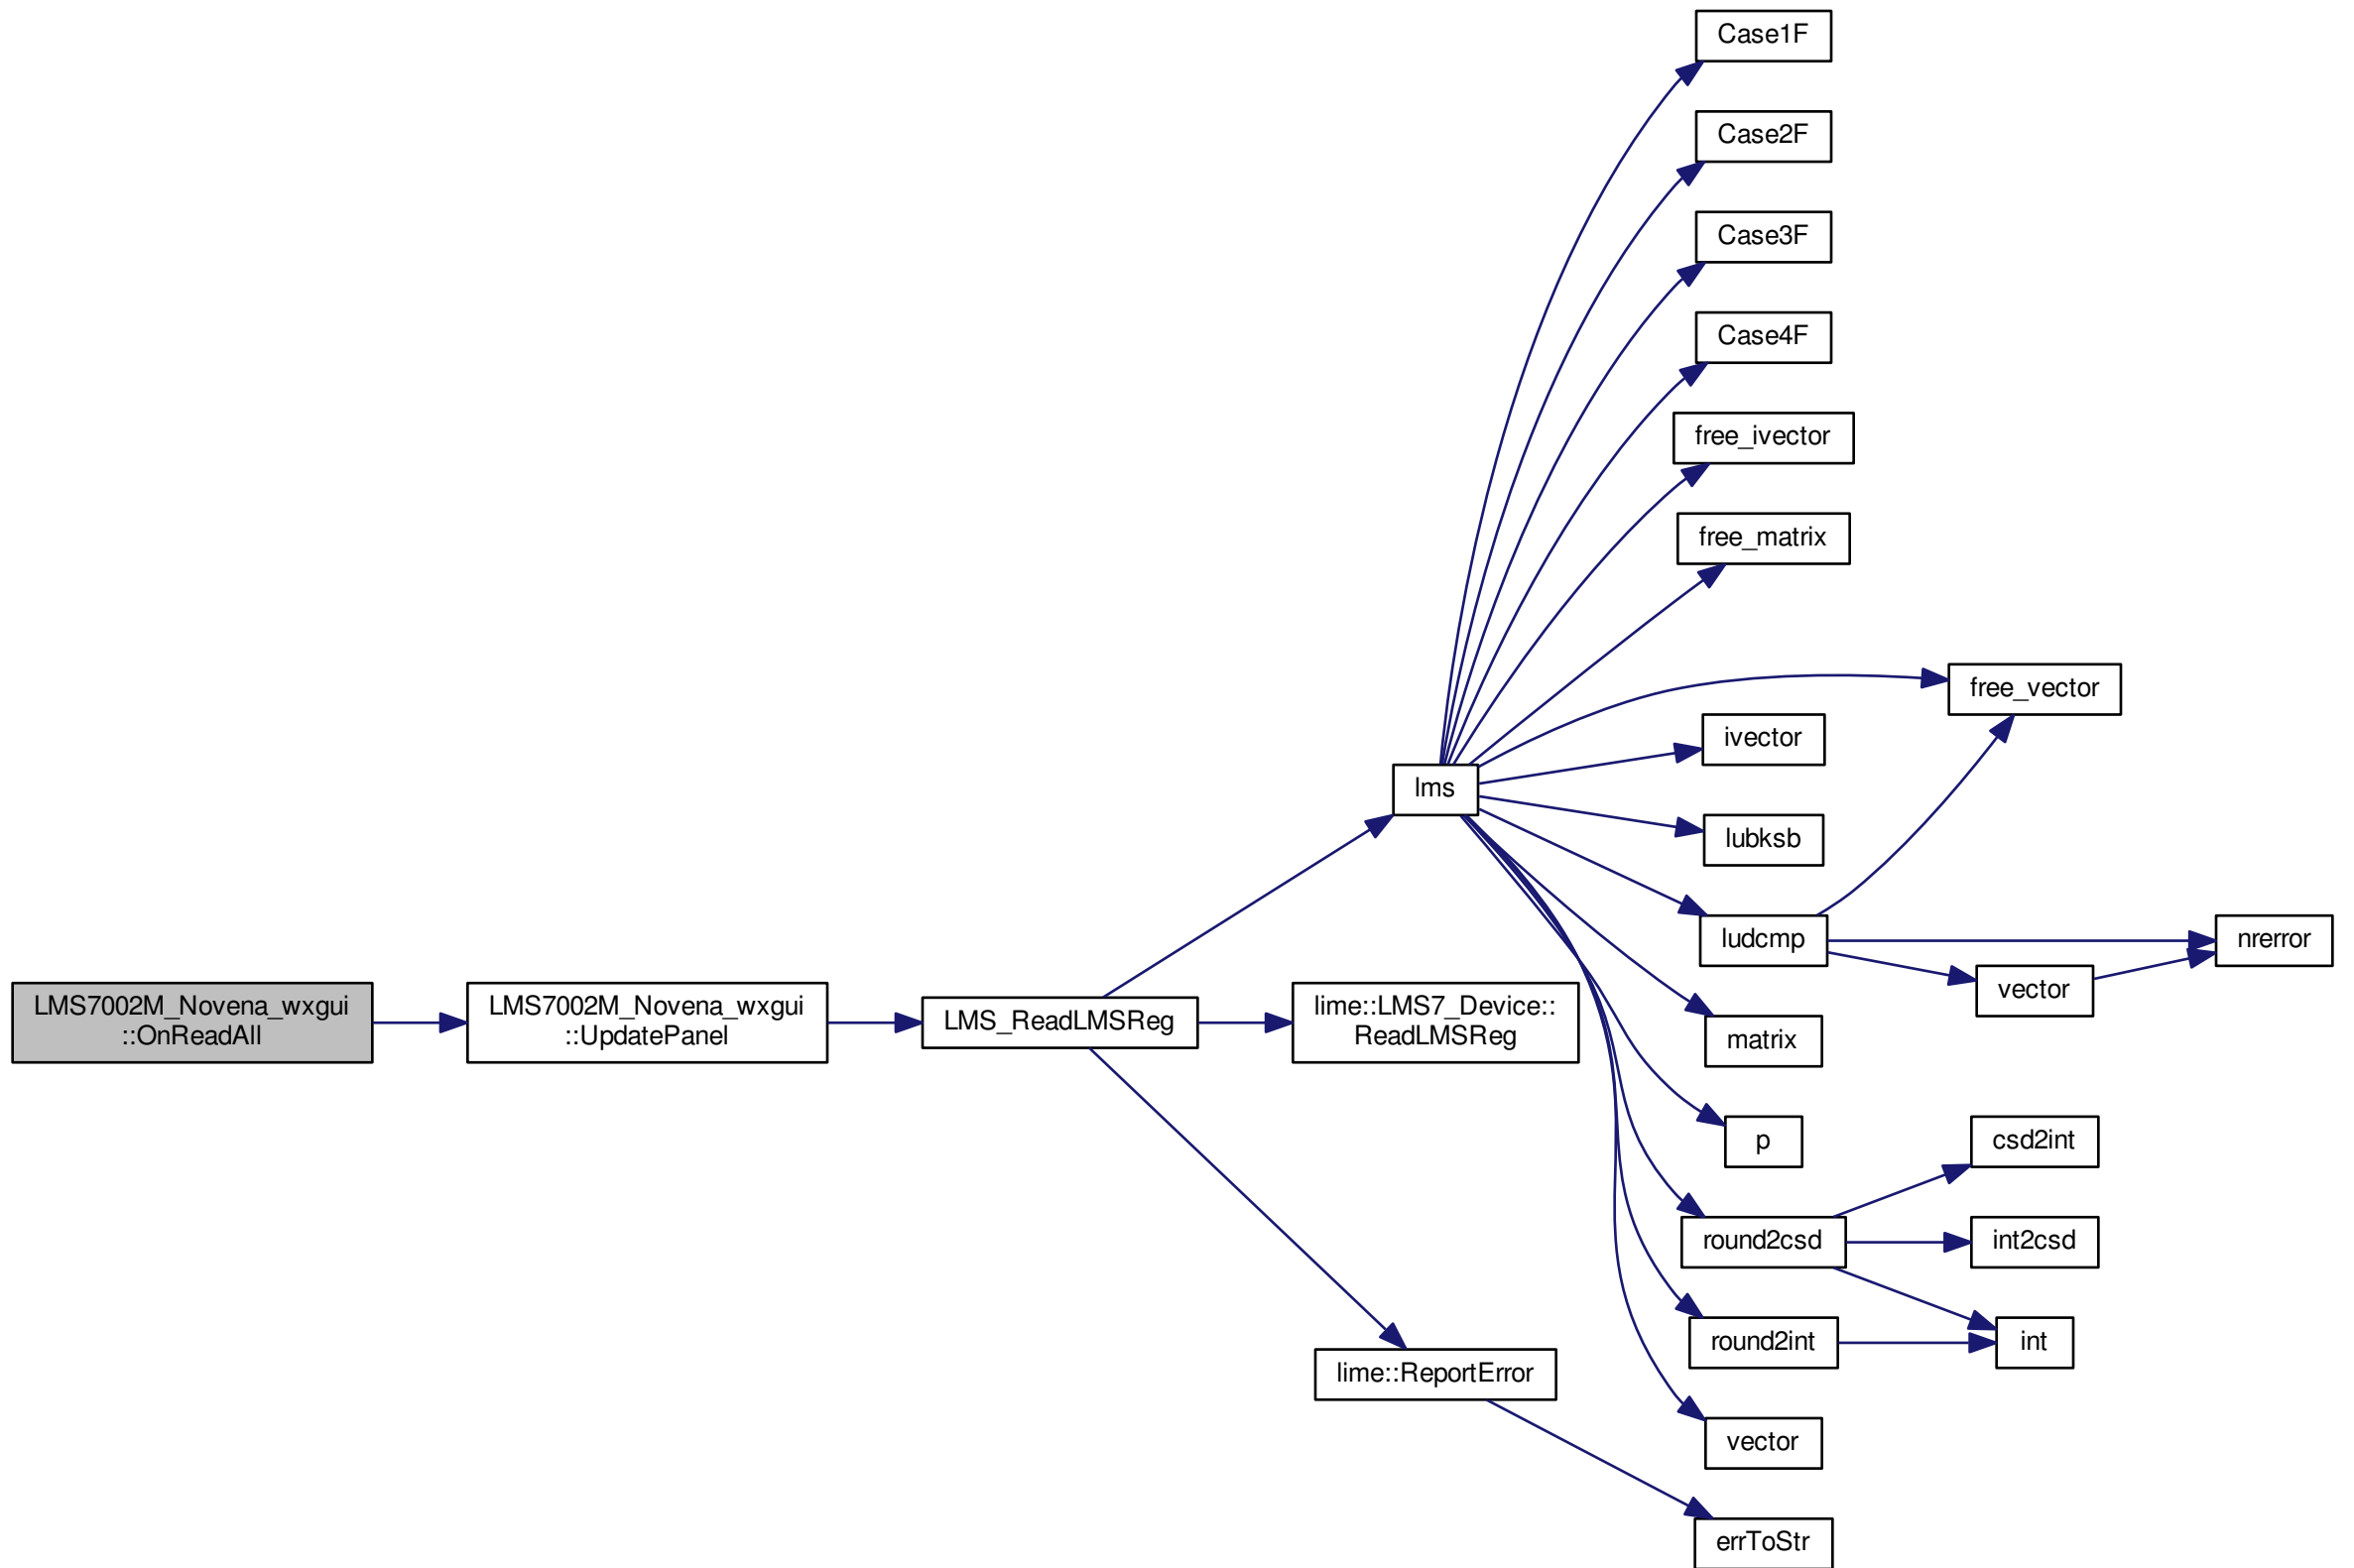 Case1F
Case2F
Case3F
Case4F
free_ivector
free_matrix
free_vector
ivector
lms
lubksb
ludcmp
nrerror
vector
LMS7002M_Novena_wxgui
::OnReadAll
LMS7002M_Novena_wxgui
::UpdatePanel
LMS_ReadLMSReg
lime::LMS7_Device::
ReadLMSReg
matrix
p
csd2int
round2csd
int2csd
round2int
int
lime::ReportError
vector
errToStr